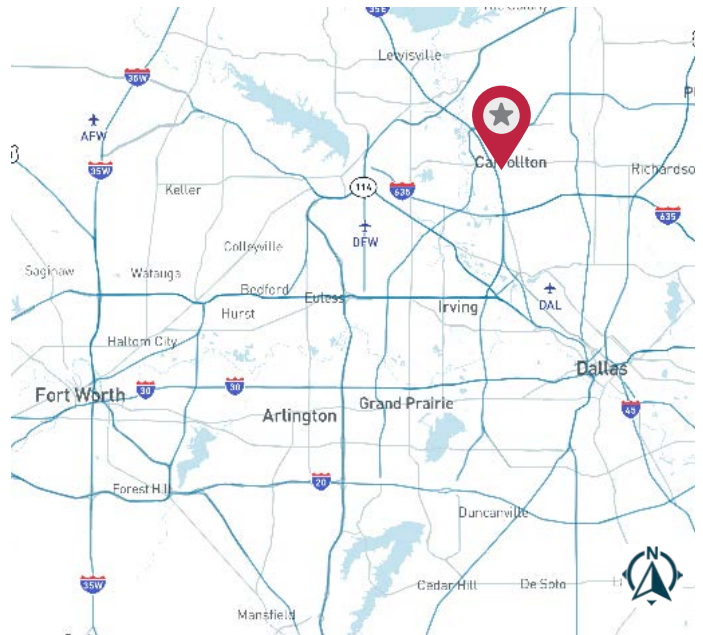 35E
Lewisville
35W
AFW
Carrollton
35W
Richardso
Keller
114
635
635
DFW
Colleyville
Saginaw
Watauga
Bedford
Euless
Irving
DAL
Hurst
Haltom City
Dallas
30
30
Fort Worth
Grand Prairie
Arlington
45
20
Forest Hill
Duncanville
N
35W
Cedar Hill
De Soto
Mansfield